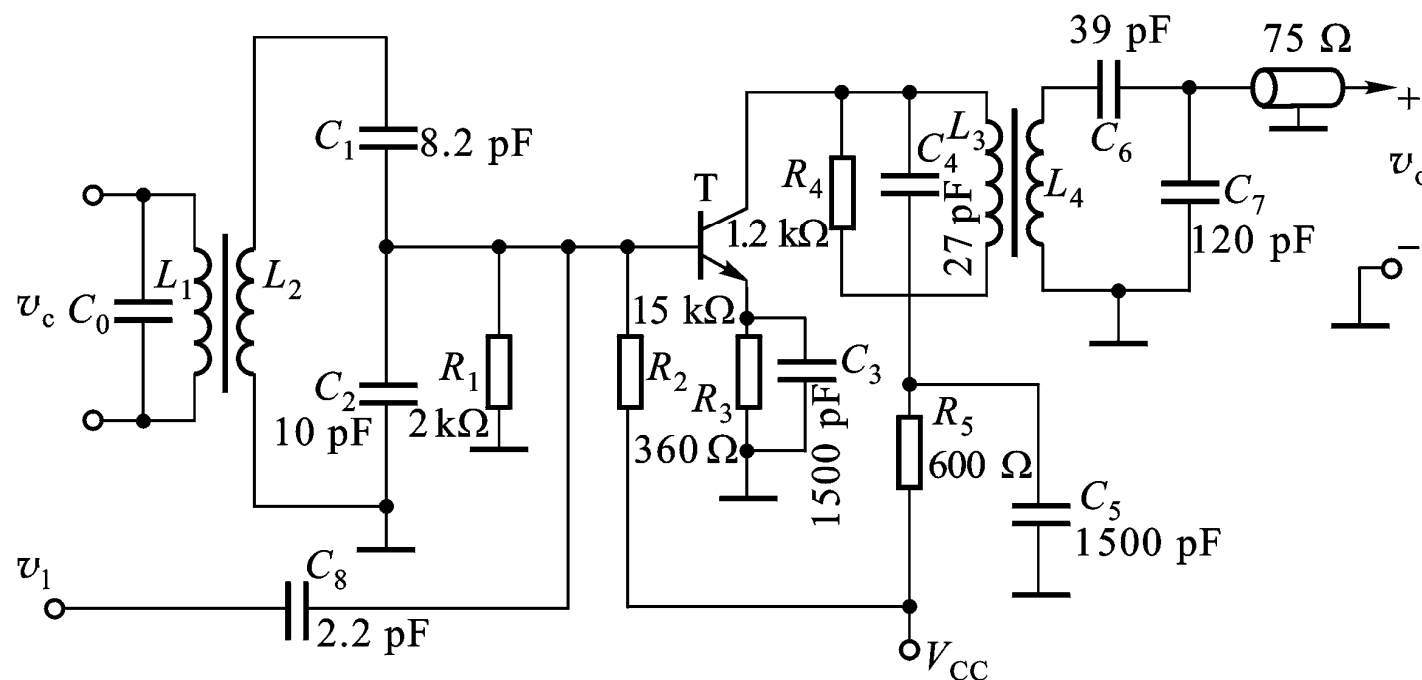 39 pF
75 Ω
C₆
+
C₁
8.2 pF
L₃
C₄
27 pF
R₄
1.2 kΩ
T
L₄
C₇
120 pF
−
L₁
L₂
v_c
C₀
15 kΩ
C₂
10 pF
R₁
2 kΩ
R₂
R₃
360 Ω
C₃
1500 pF
R₅
600 Ω
C₅
1500 pF
v₁
C₈
2.2 pF
V_CC